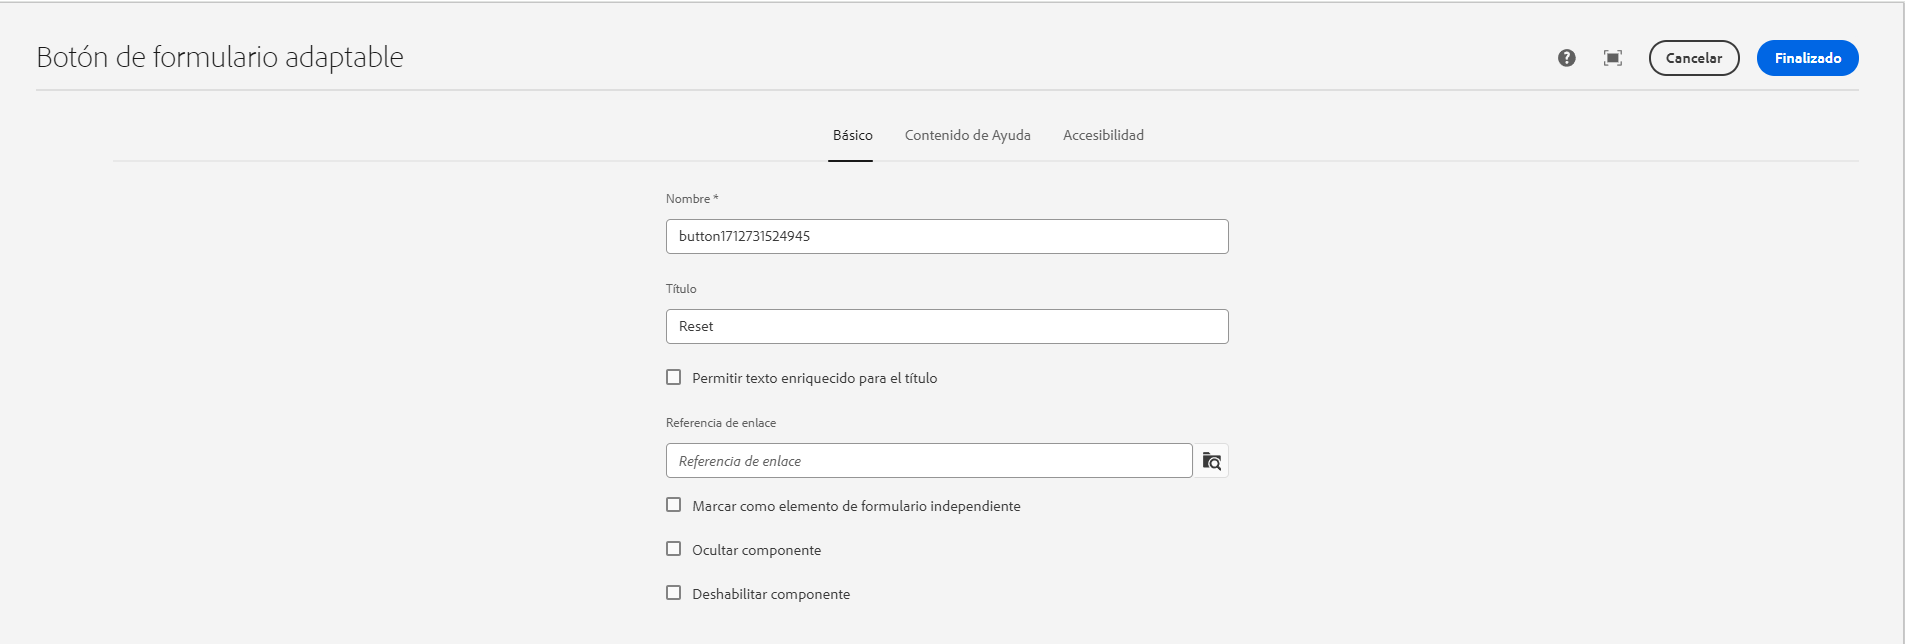 Botón de formulario adaptable
Cancelar
Finalizado
Básico
Contenido de Ayuda
Accesibilidad
Nombre *
button1712731524945
Título
Reset
Permitir texto enriquecido para el título
Referencia de enlace
Referencia de enlace
Marcar como elemento de formulario independiente
Ocultar componente
Deshabilitar componente